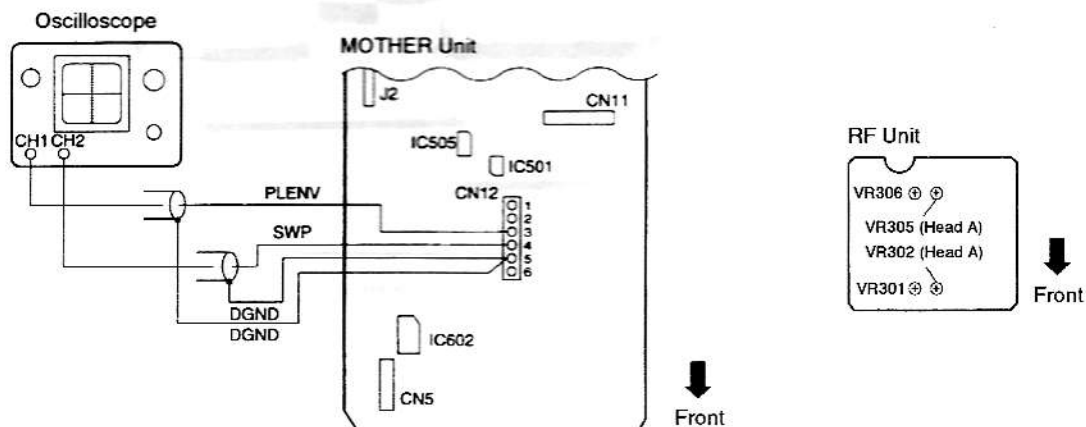 Oscilloscope
CH1 CH2
MOTHER Unit
J2
CN11
IC505
IC501
PLENV
CN12
1
2
3
4
5
6
SWP
DGND
DGND
IC602
CN5
Front
RF Unit
VR306
VR305 (Head A)
VR302 (Head A)
VR301
Front